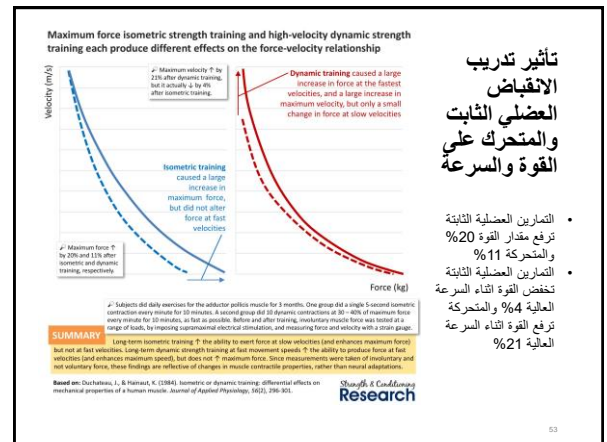 Maximum force isometric strength training and high-velocity dynamic strength
training each produce different effects on the force-velocity relationship
Velocity (m/s)
Maximum velocity ↑ by
21% after dynamic training,
but it actually ↓ by 4%
after isometric training.
Dynamic training caused a large
increase in force at the fastest
velocities, and a large increase in
maximum velocity, but only a small
change in force at slow velocities
Isometric training
caused a large
increase in
maximum force,
but did not alter
force at fast
velocities
Maximum force ↑
by 20% and 11% after
isometric and dynamic
training, respectively.
Force (kg)
Subjects did daily exercises for the adductor pollicis muscle for 3 months. One group did a single 5-second isometric
contraction every minute for 10 minutes. A second group did 10 dynamic contractions at 30 – 40% of maximum force
every minute for 10 minutes, as fast as possible. Before and after training, involuntary muscle force was tested at a
range of loads, by imposing supramaximal electrical stimulation, and measuring force and velocity with a strain gauge.
SUMMARY
Long-term isometric training ↑ the ability to exert force at slow velocities (and enhances maximum force)
but not at fast velocities. Long-term dynamic strength training at fast movement speeds ↑ the ability to produce force at fast
velocities (and enhances maximum speed), but does not ↑ maximum force. Since measurements were taken of involuntary and
not voluntary force, these findings are reflective of changes in muscle contractile properties, rather than neural adaptations.
Based on: Duchateau, J., & Hainaut, K. (1984). Isometric or dynamic training: differential effects on
mechanical properties of a human muscle. Journal of Applied Physiology, 56(2), 296-301.
Strength & Conditioning
Research
تأثير تدريب
الانقباض
العضلي الثابت
والمتحرك على
القوة والسرعة
• التمارين العضلية الثابتة
ترفع مقدار القوة 20%
والمتحركة 11%
• التمارين العضلية الثابتة
تخفض القوة اثناء السرعة
العالية 4% والمتحركة
ترفع القوة اثناء السرعة
العالية 21%
53